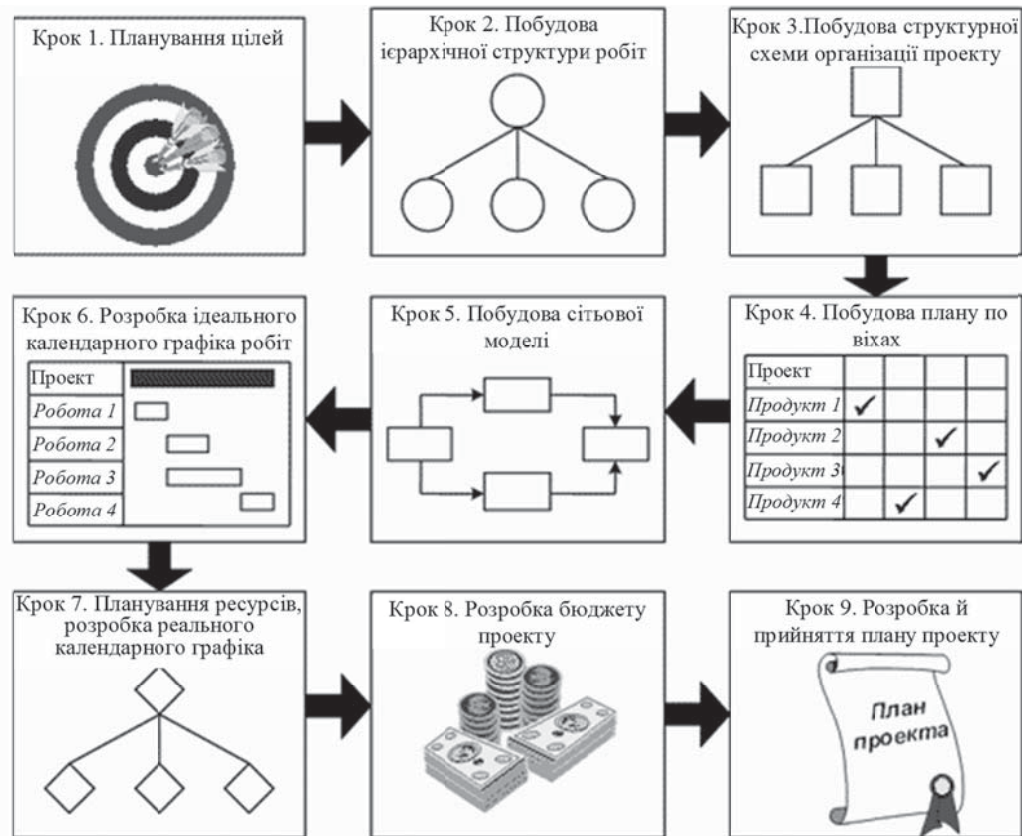 Крок 1. Планування цілей
Крок 2. Побудова
ієрархічної структури робіт
Крок 3.Побудова структурної
схеми організації проекту
Крок 4. Побудова плану по
віхах
Проект
Продукт 1
Продукт 2
Продукт 3
Продукт 4
Крок 5. Побудова сітьової
моделі
Крок 6. Розробка ідеального
календарного графіка робіт
Проект
Робота 1
Робота 2
Робота 3
Робота 4
Крок 7. Планування ресурсів,
розробка реального
календарного графіка
Крок 8. Розробка бюджету
проекту
Крок 9. Розробка й
прийняття плану проекту
План
проекта